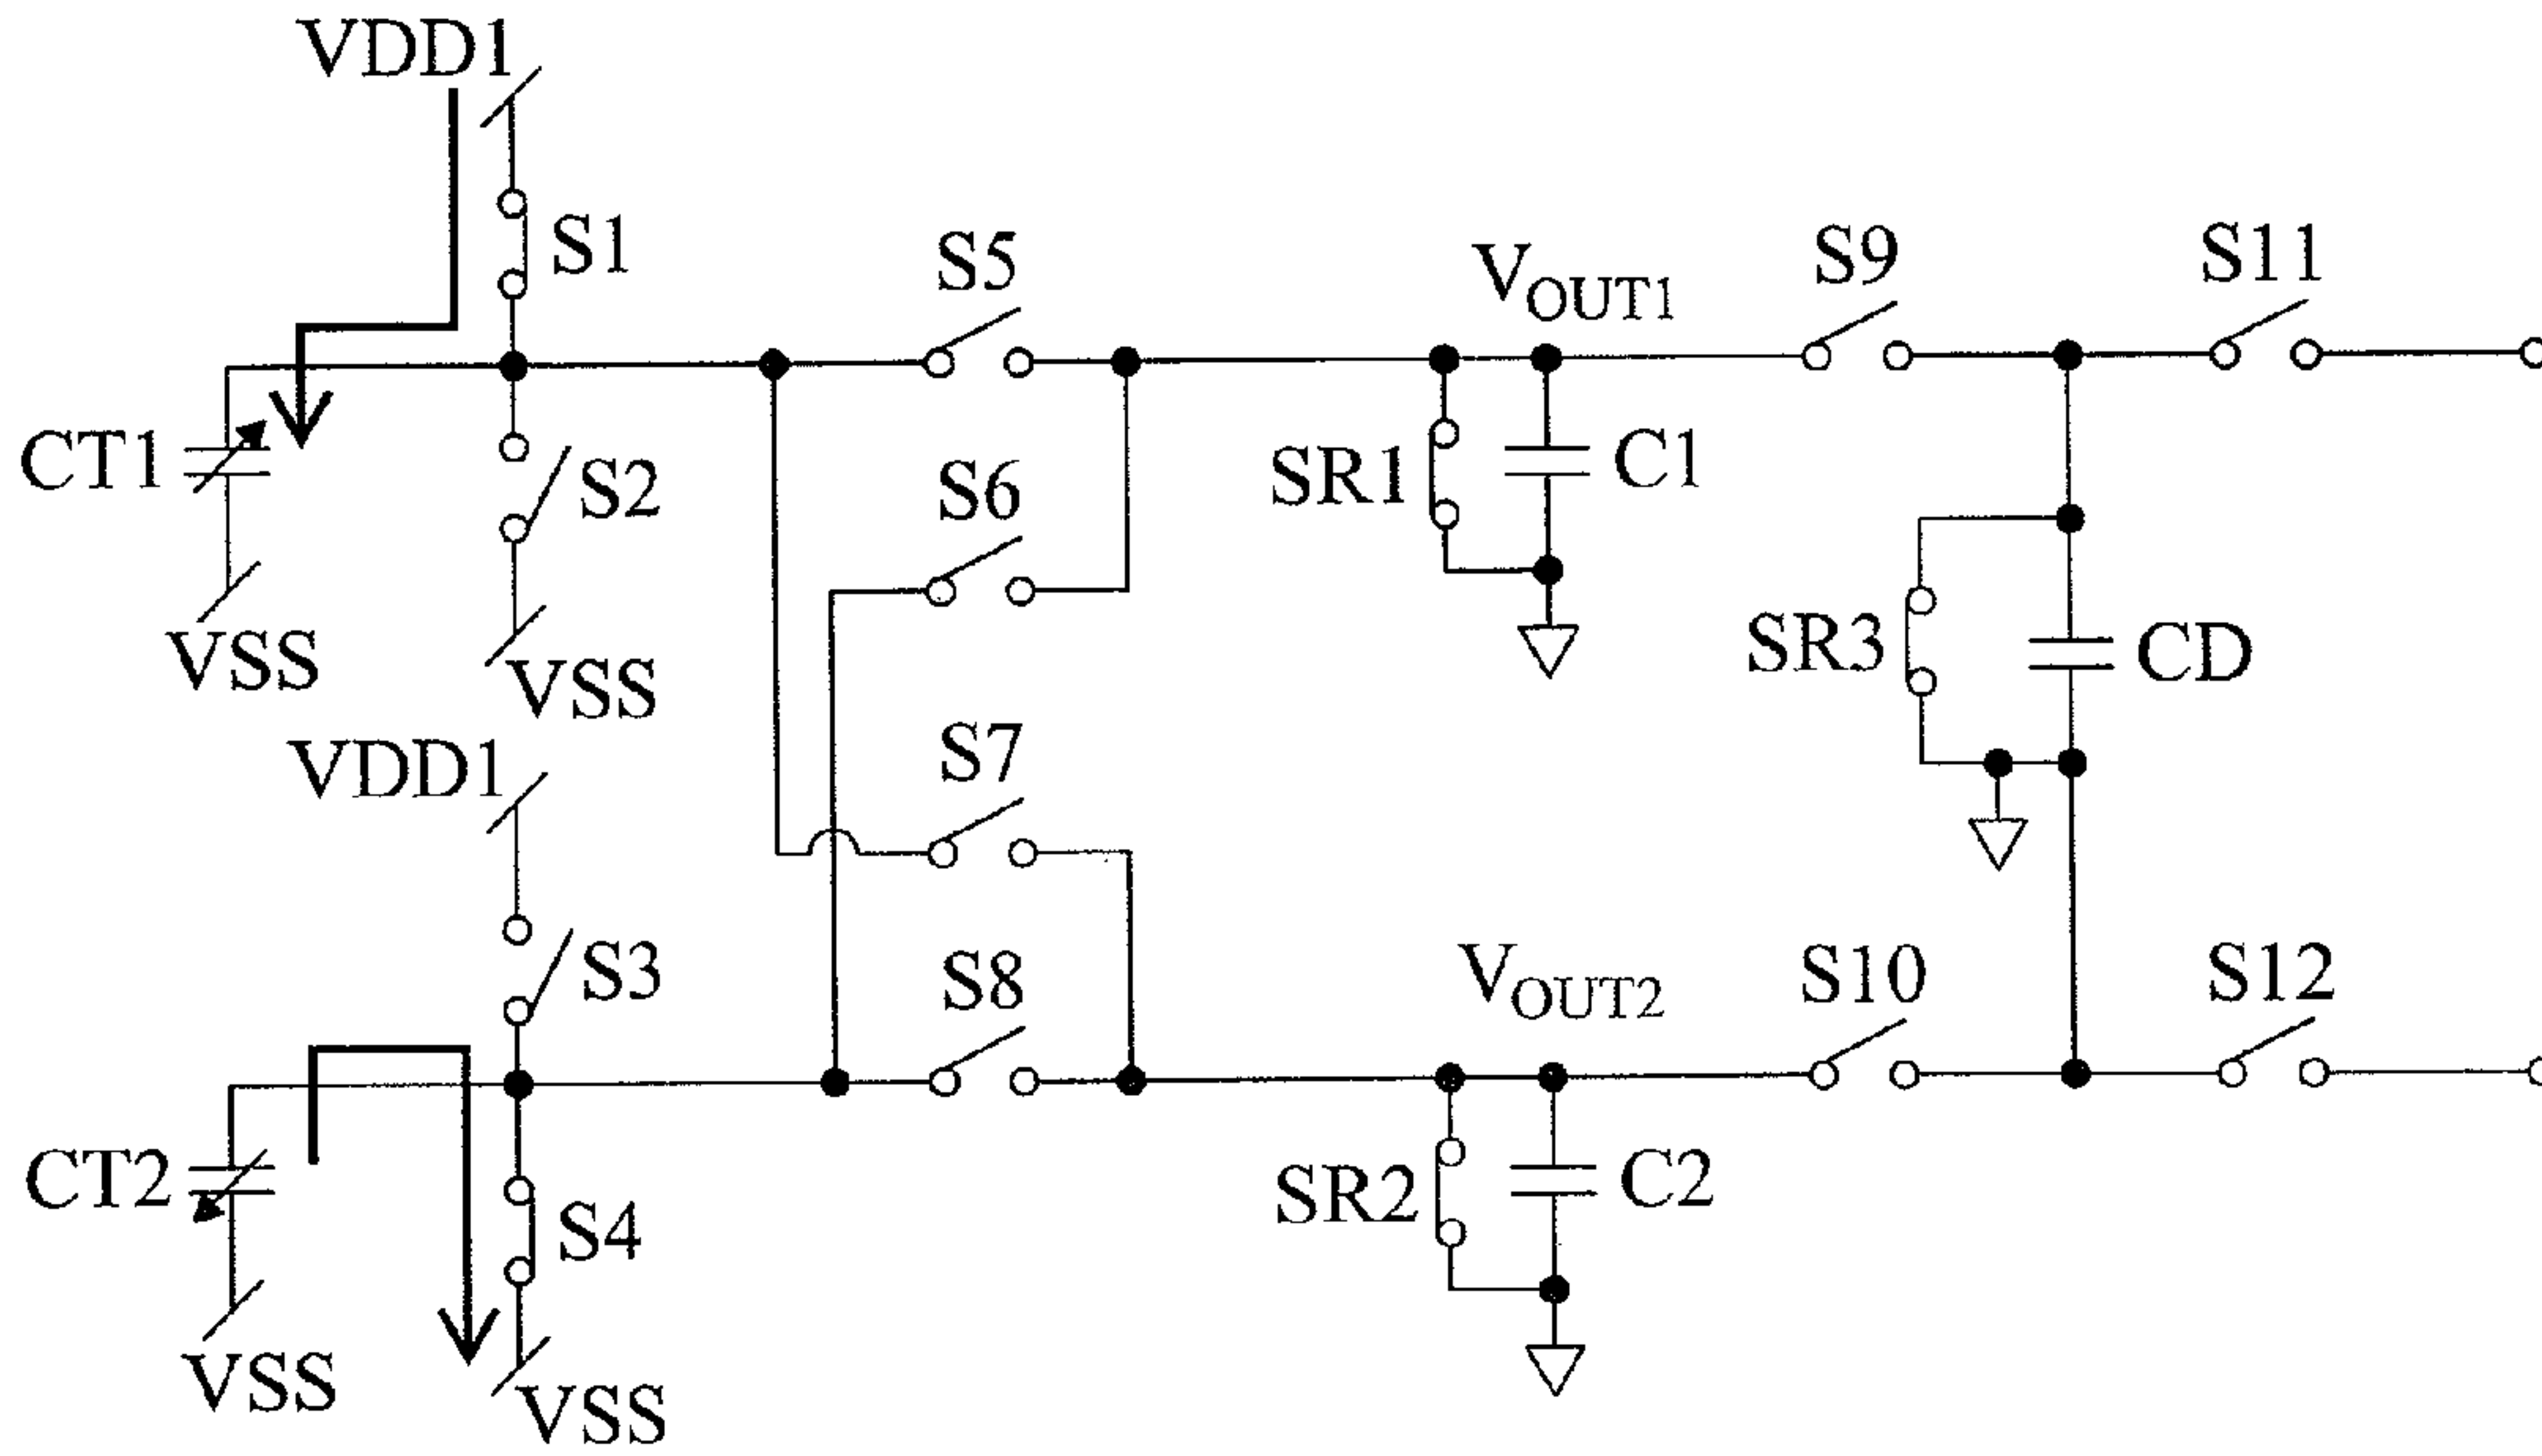 VDD1
S1
S5
VOUT1
S9
S11
CT1
S2
S6
SR1
C1
VSS
VSS
SR3
CD
VDD1
S7
S3
S8
VOUT2
S10
S12
CT2
S4
SR2
C2
VSS
VSS